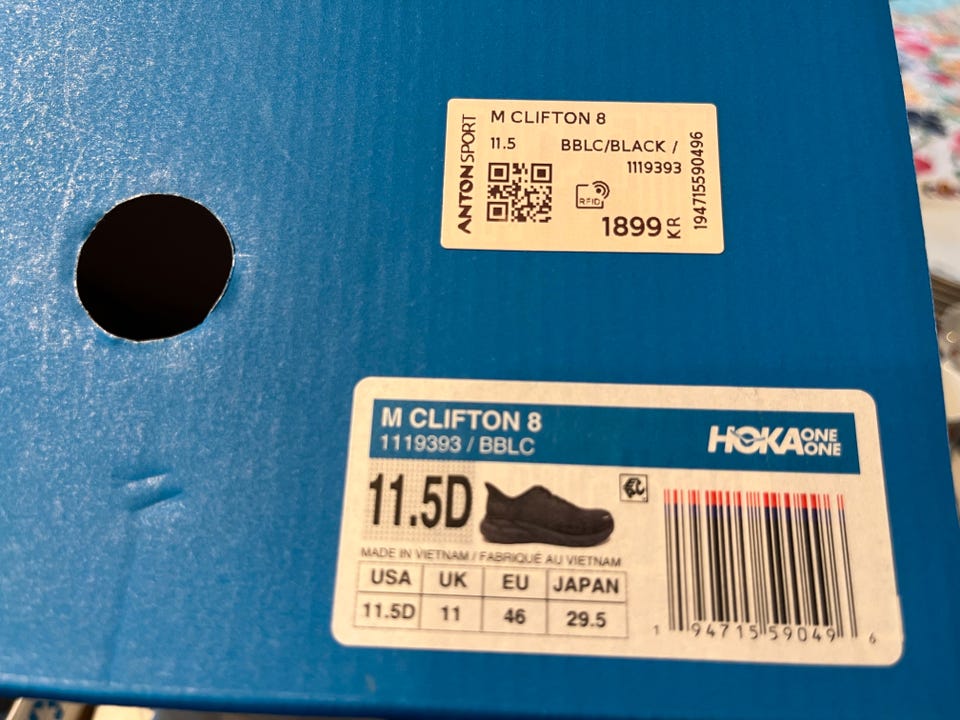 M CLIFTON 8
11.5 BBLC/BLACK /
1119393
RFID
1899 KR
ANTON SPORT
194715590496
M CLIFTON 8
1119393 / BBLC
HOKA ONE ONE
11.5D
MADE IN VIETNAM / FABRIQUÉ AU VIETNAM
USA UK EU JAPAN
11.5D 11 46 29.5
1 94715 59049 6